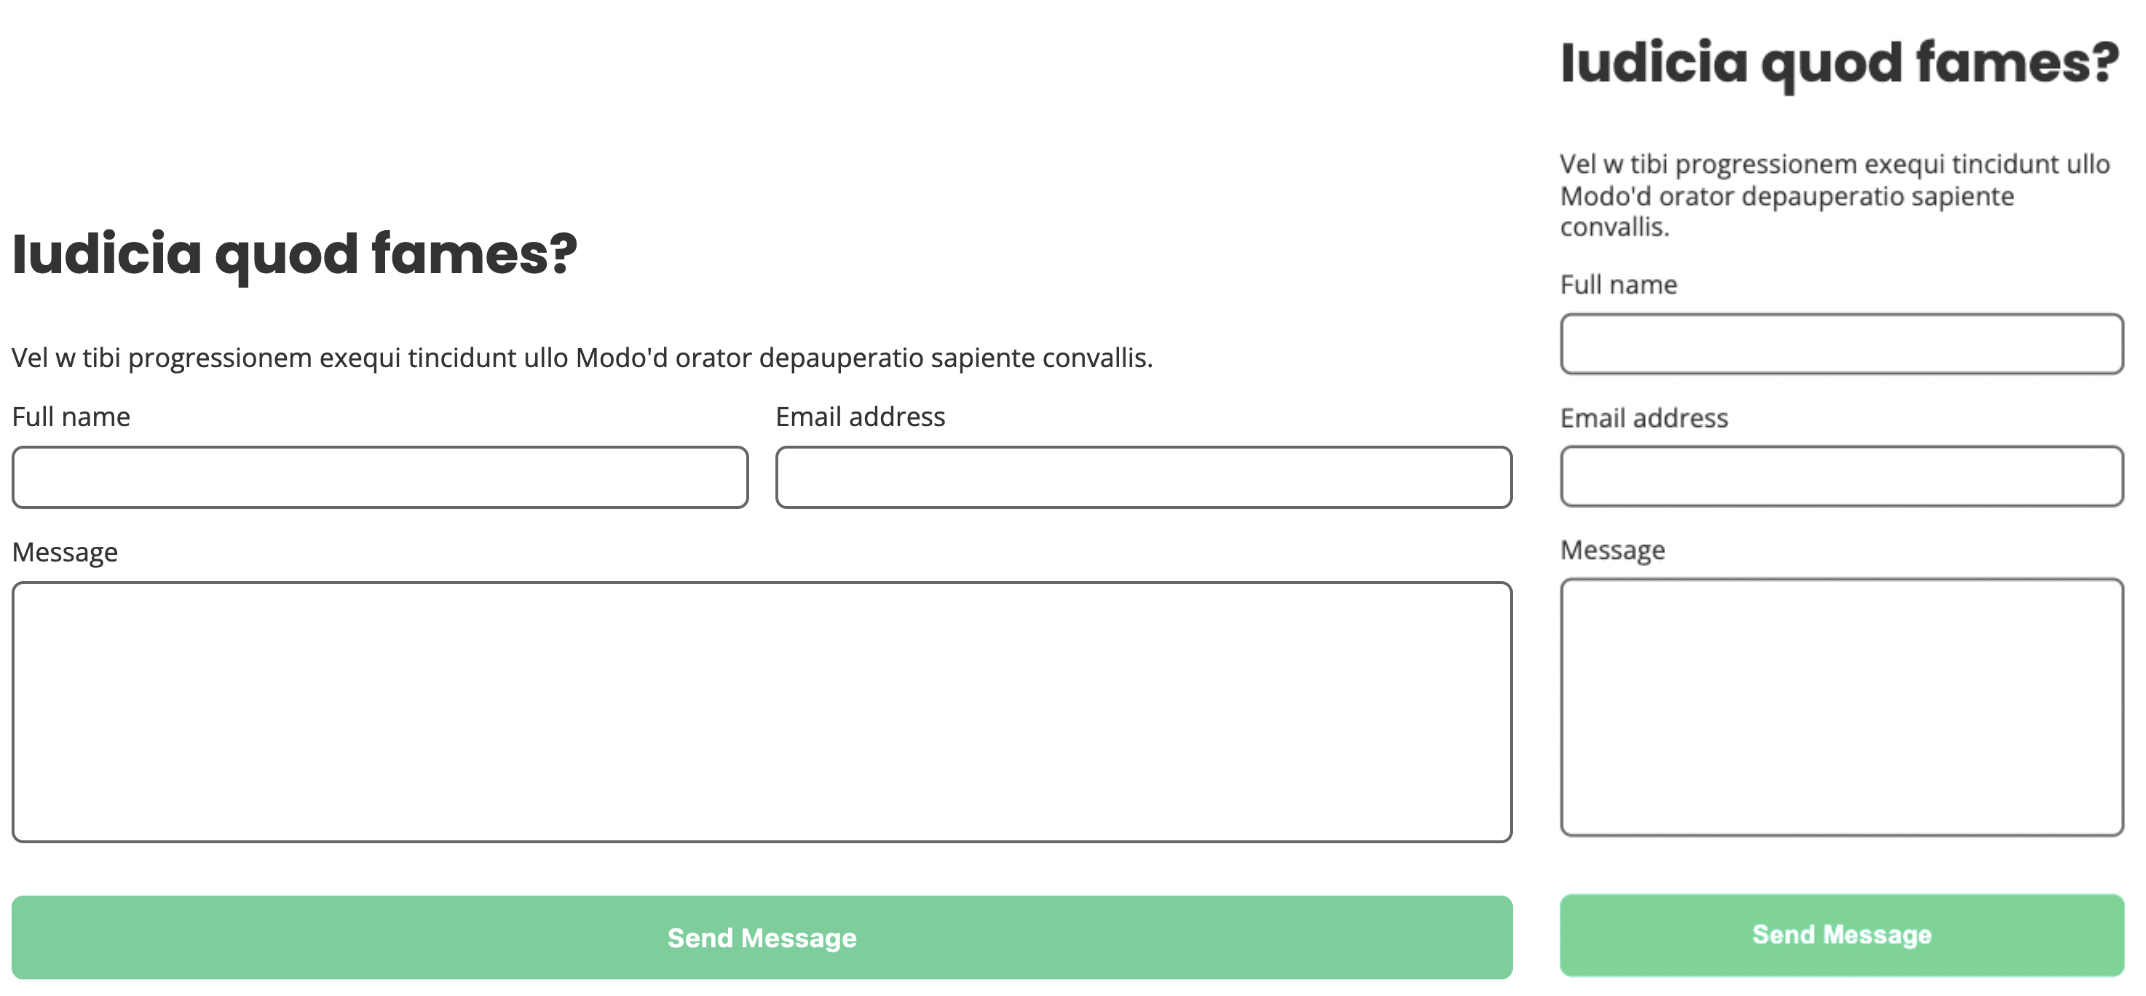 Iudicia quod fames?
Vel w tibi progressionem exequi tincidunt ullo Modo'd orator depauperatio sapiente convallis.
Full name
Email address
Message
Send Message
Iudicia quod fames?
Vel w tibi progressionem exequi tincidunt ullo
Modo'd orator depauperatio sapiente
convallis.
Full name
Email address
Message
Send Message